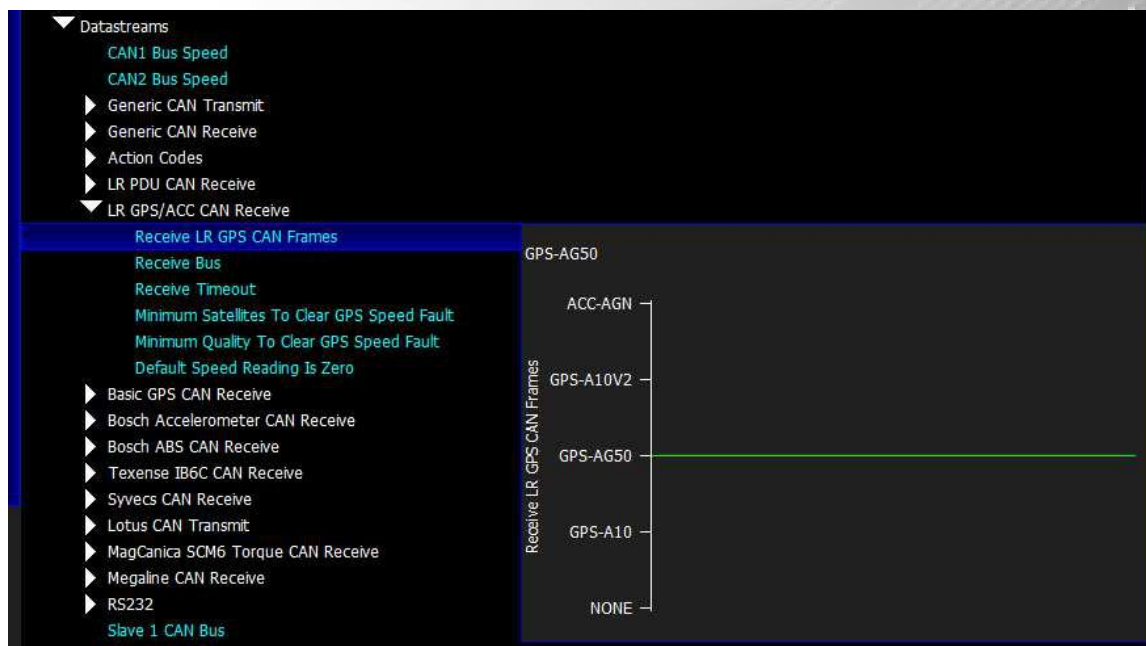 Datastreams
CAN1 Bus Speed
CAN2 Bus Speed
Generic CAN Transmit
Generic CAN Receive
Action Codes
LR PDU CAN Receive
LR GPS/ACC CAN Receive
Receive LR GPS CAN Frames
Receive Bus
Receive Timeout
Minimum Satellites To Clear GPS Speed Fault
Minimum Quality To Clear GPS Speed Fault
Default Speed Reading Is Zero
Basic GPS CAN Receive
Bosch Accelerometer CAN Receive
Bosch ABS CAN Receive
Texense IB6C CAN Receive
Syvecs CAN Receive
Lotus CAN Transmit
MagCanica SCM6 Torque CAN Receive
Megaline CAN Receive
RS232
Slave 1 CAN Bus
GPS-AG50
Receive LR GPS CAN Frames
ACC-AGN
GPS-A10V2
GPS-AG50
GPS-A10
NONE